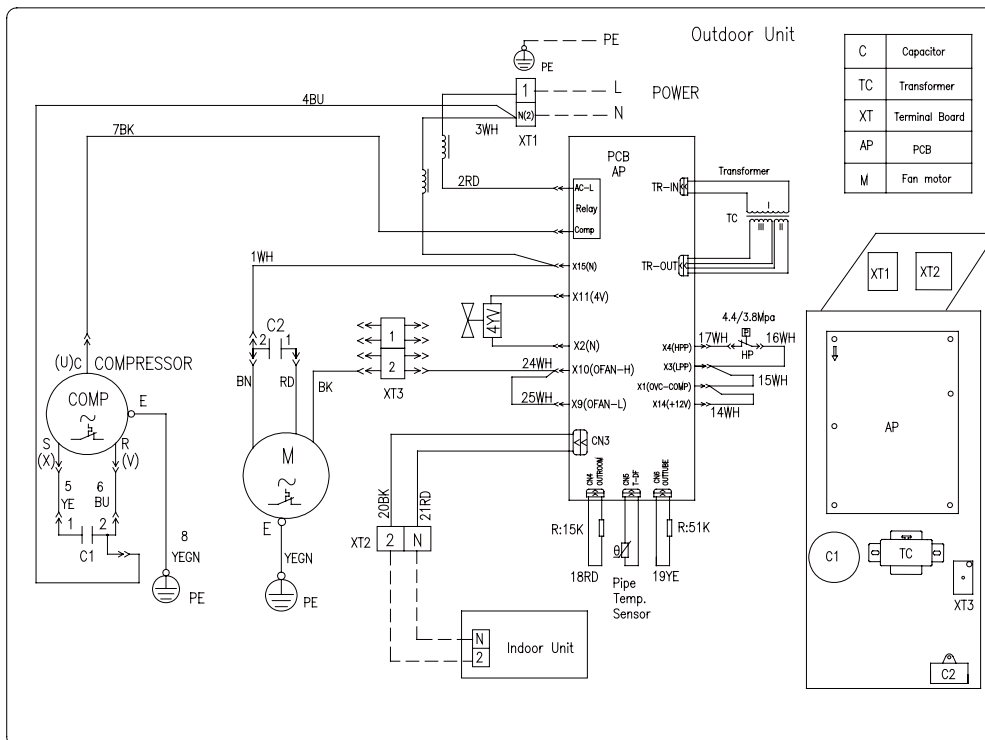 Outdoor Unit
PE
PE
1
L
POWER
N(2)
N
XT1
4BU
3WH
7BK
2RD
C Capacitor
TC Transformer
XT Terminal Board
AP PCB
M Fan motor
PCB
AP
AC-L
Relay
Comp
TR-IN
Transformer
I
III
II
TC
TR-OUT
1WH
X15(N)
X11(4V)
4YV
X2(N)
C2
2
1
BN
RD
BK
1
2
XT3
24WH
X10(OFAN-H)
25WH
X9(OFAN-L)
4.4/3.8Mpa
P
17WH
16WH
X4(HPP)
HP
X3(LPP)
15WH
X1(OVC-COMP)
X14(+12V)
14WH
(U)C COMPRESSOR
COMP
E
S
(X)
R
(V)
5
YE
6
BU
1
2
C1
8
YEGN
PE
M
E
YEGN
PE
CN3
20BK
21RD
XT2
2
N
CN4
OUTROOM
CN5
T-DF
CN6
OUTTUBE
R:15K
θ
R:51K
18RD
19YE
Pipe
Temp.
Sensor
N
2
Indoor Unit
XT1
XT2
AP
C1
TC
XT3
C2